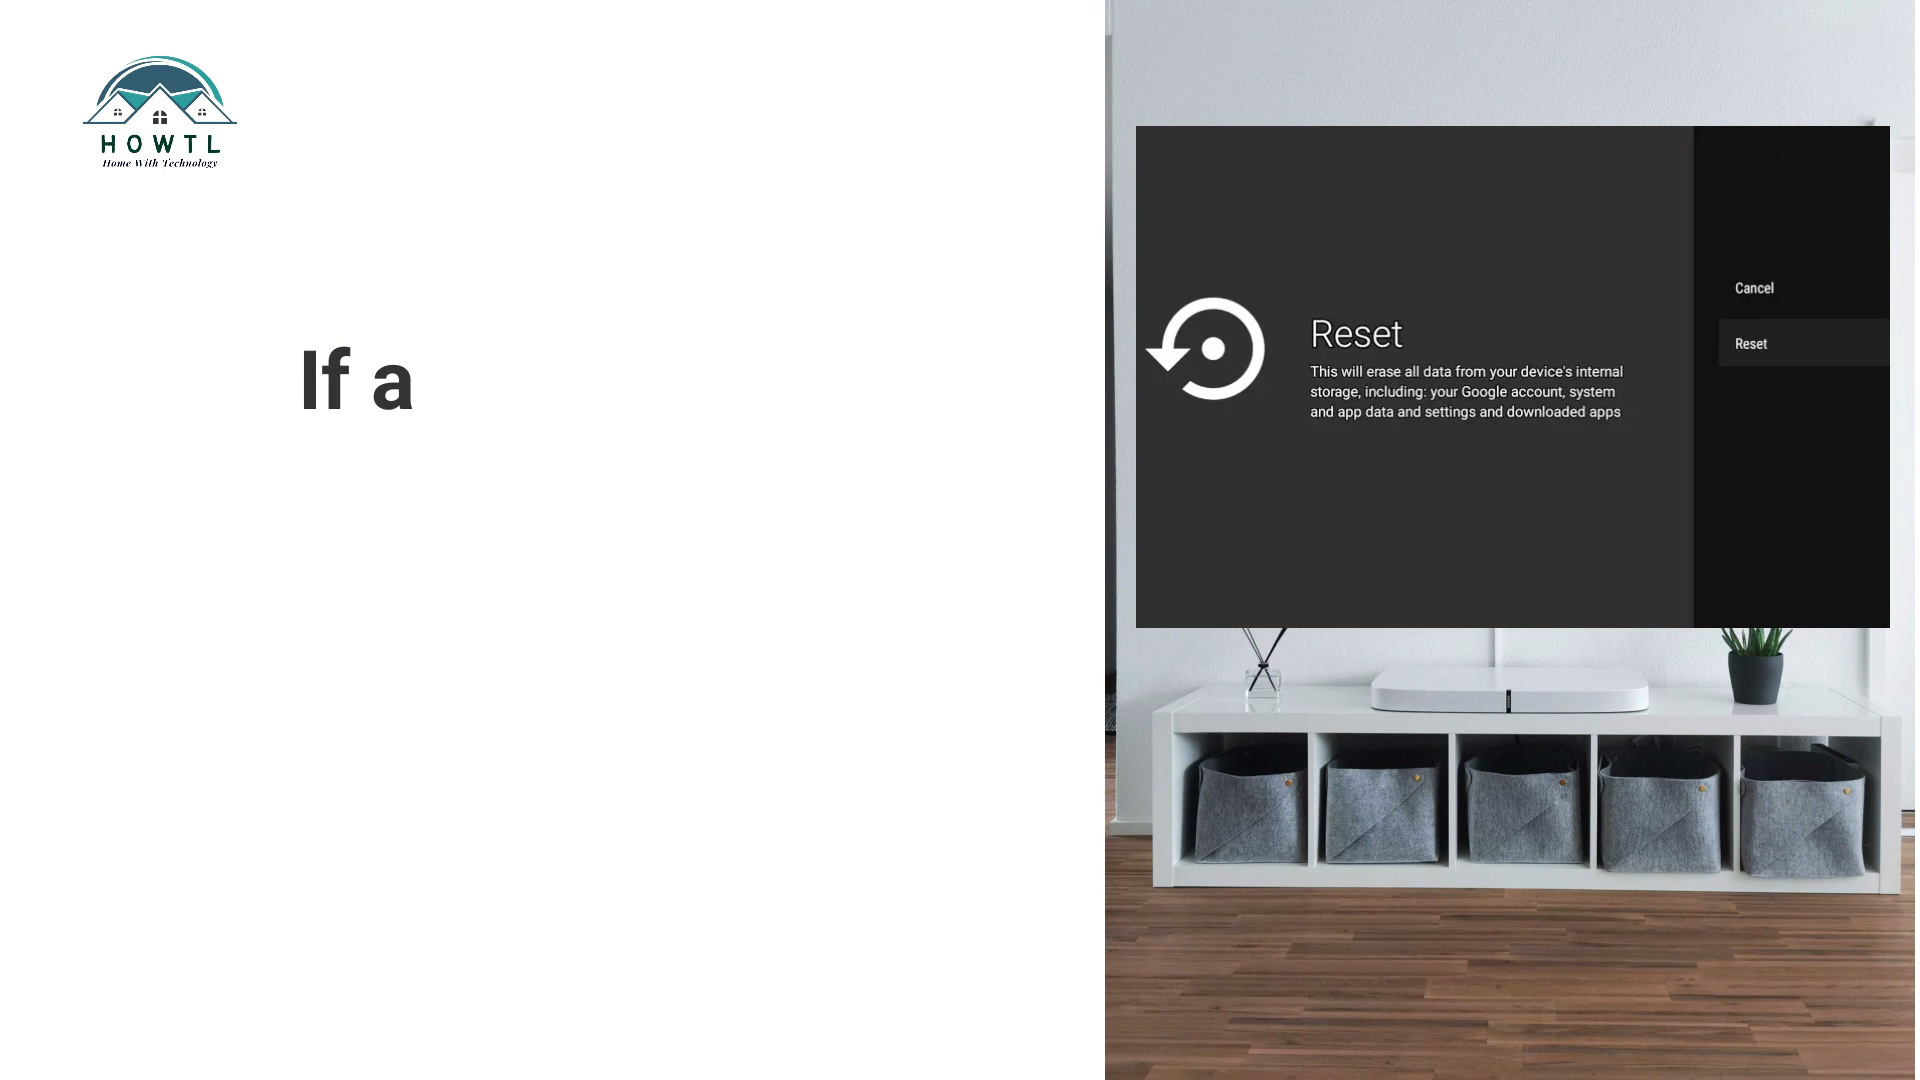 HOWTL
Home With Technology
If a
Reset
This will erase all data from your device's internal
storage, including: your Google account, system
and app data and settings and downloaded apps
Cancel
Reset